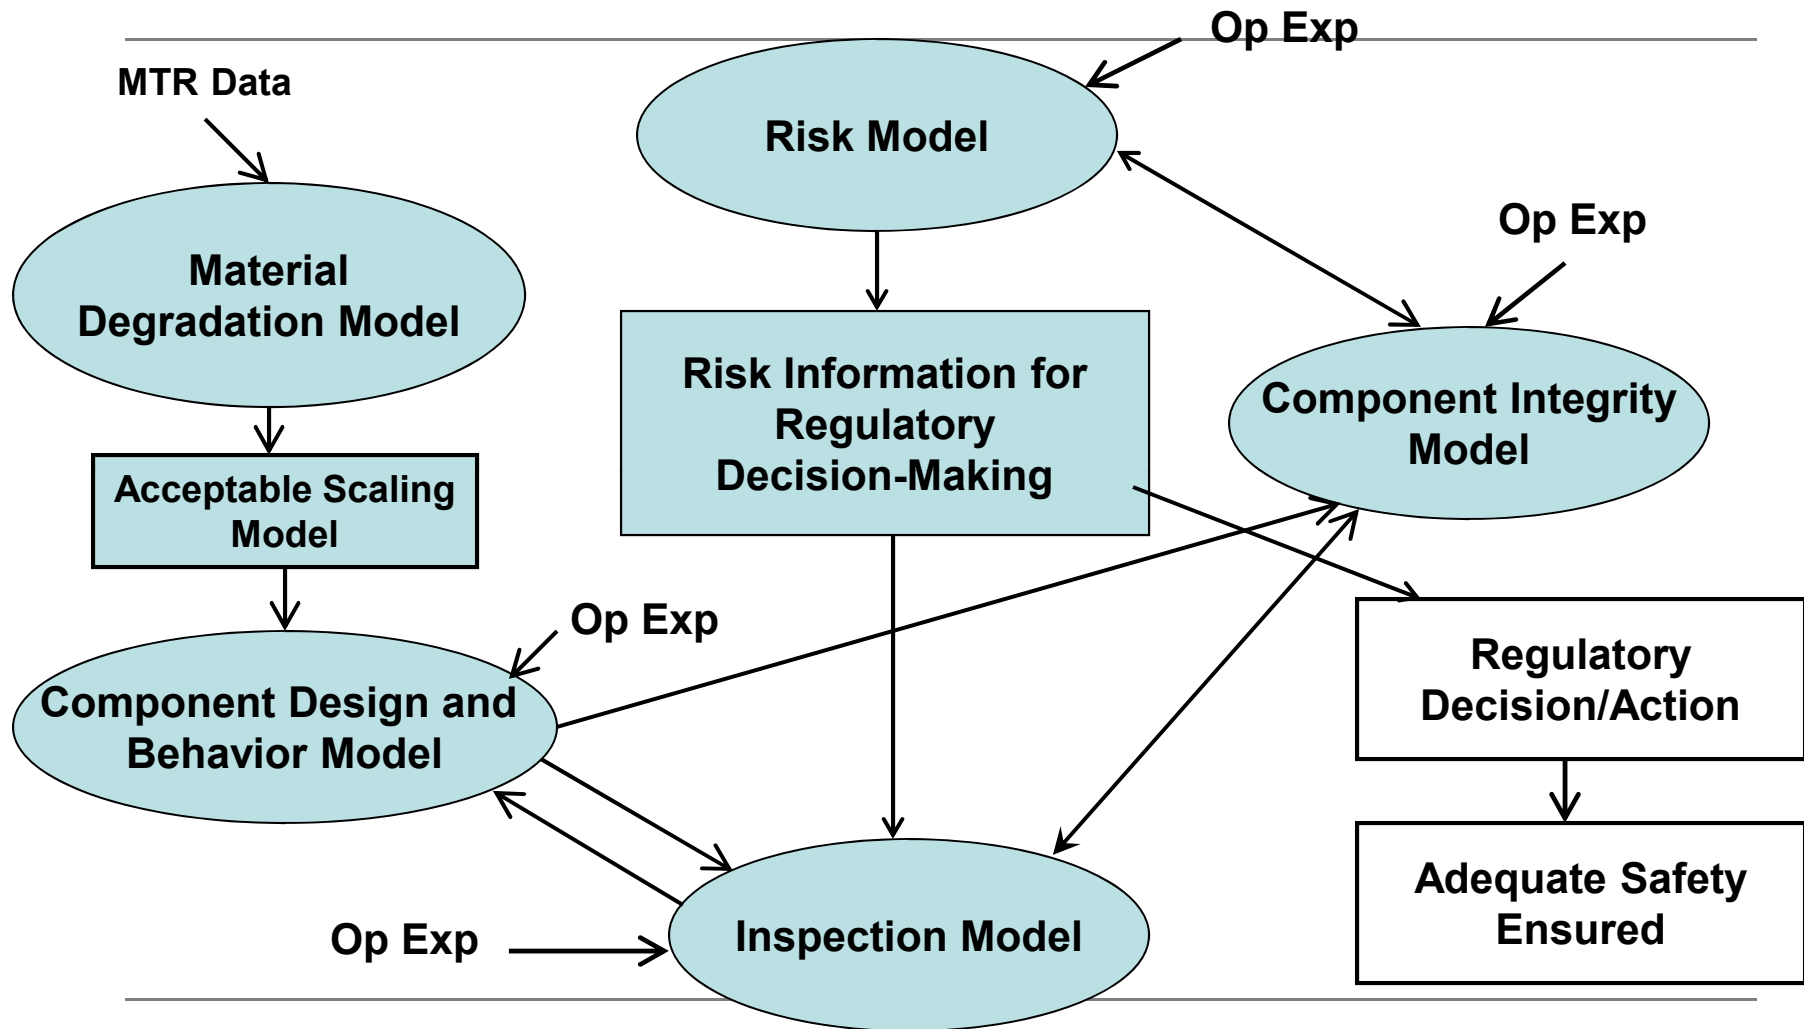 Op Exp
MTR Data
Risk Model
Op Exp
Material
Degradation Model
Risk Information for
Regulatory
Decision-Making
Component Integrity
Model
Acceptable Scaling
Model
Op Exp
Component Design and
Behavior Model
Regulatory
Decision/Action
Adequate Safety
Ensured
Op Exp
Inspection Model